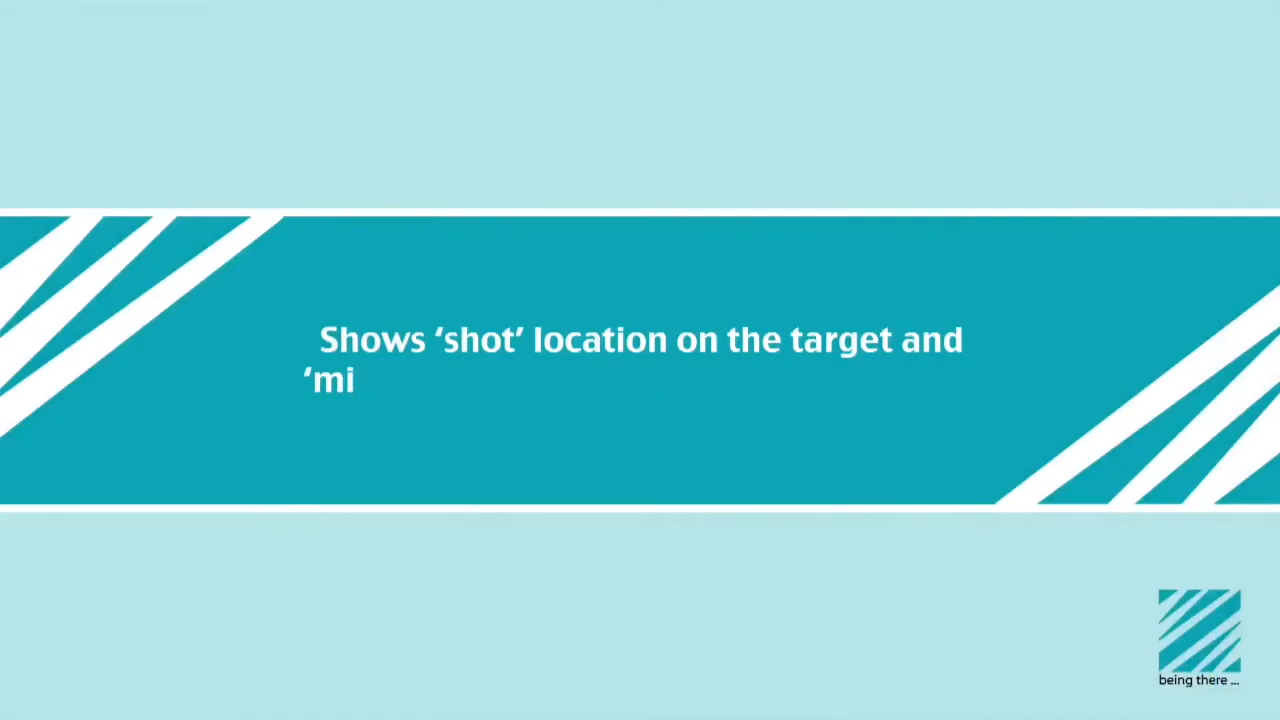 Shows ‘shot’ location on the target and
‘mi
being there ...